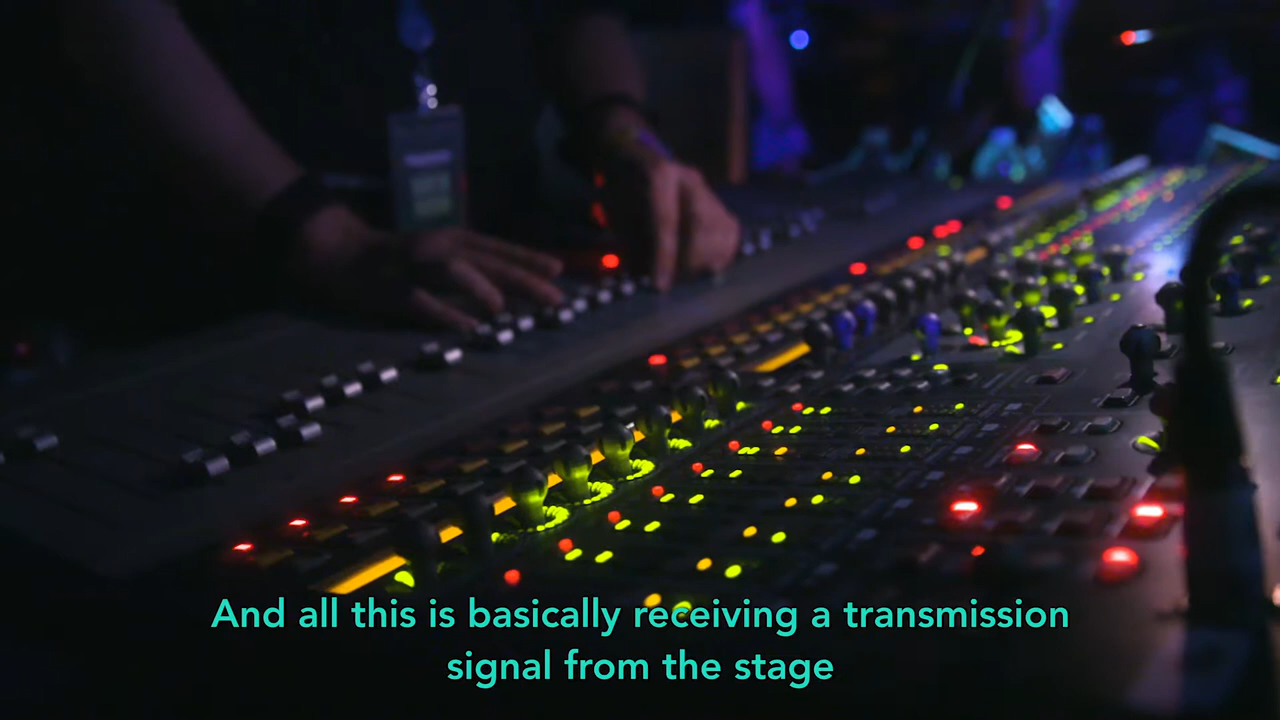 And all this is basically receiving a transmission
signal from the stage